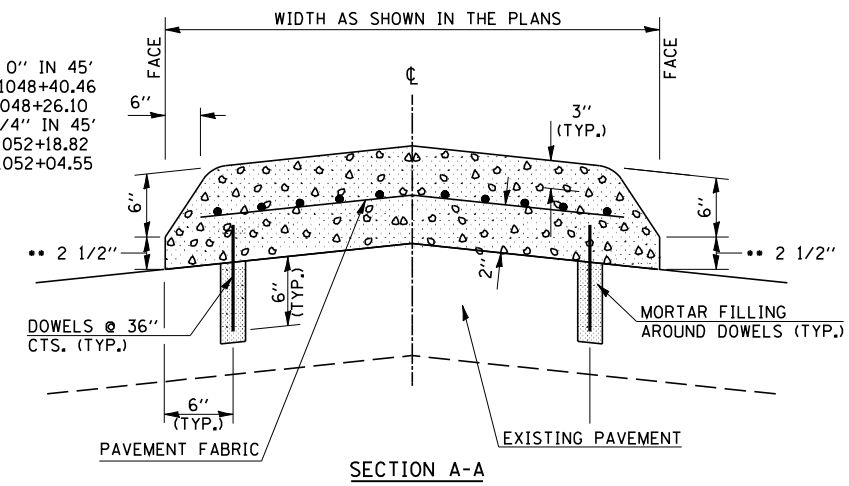 WIDTH AS SHOWN IN THE PLANS
FACE
FACE
0" IN 45'
1048+40.46
048+26.10
/4" IN 45'
052+18.82
052+04.55
6"
℄
3"
(TYP.)
6"
6"
** 2 1/2"
** 2 1/2"
6"
(TYP.)
2"
DOWELS @ 36"
CTS. (TYP.)
MORTAR FILLING
AROUND DOWELS (TYP.)
6"
(TYP.)
PAVEMENT FABRIC
EXISTING PAVEMENT
SECTION A-A